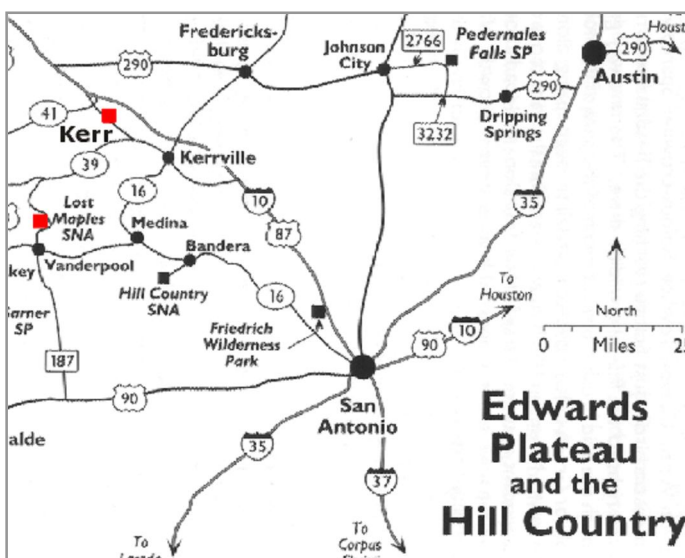 Fredericks-
burg
290
Johnson
City
2766
Pedernales
Falls SP
290
Austin
41
Kerr
39
Kerrville
3232
290
Dripping
Springs
Lost
Maples
SNA
16
10
35
Medina
87
key
Vanderpool
Bandera
Hill Country
SNA
16
To
Houston
North
Garner
SP
Friedrich
Wilderness
Park
90
10
0
Miles
187
90
San
Antonio
Edwards
Plateau
and the
Hill Country
alde
35
37
To
To
Corpus